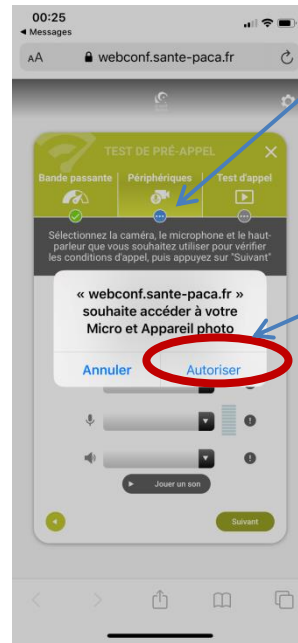 00:25
◀ Messages
AA webconf.sante-paca.fr
TEST DE PRÉ-APPEL
Bande passante
Périphériques
Test d'appel
Sélectionnez la caméra, le microphone et le haut-
parleur que vous souhaitez utiliser pour vérifier
les conditions d'appel, puis appuyez sur "Suivant"
« webconf.sante-paca.fr »
souhaite accéder à votre
Micro et Appareil photo
Annuler
Autoriser
Jouer un son
Suivant